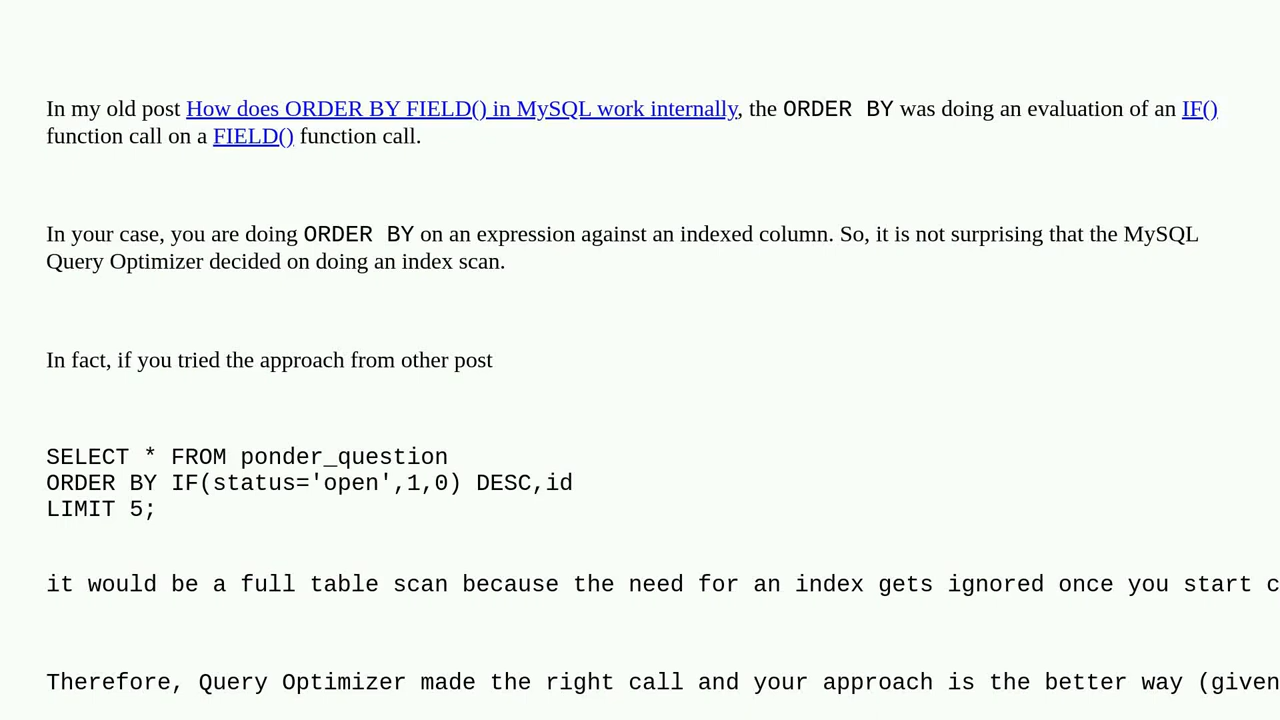 In my old post How does ORDER BY FIELD() in MySQL work internally, the ORDER BY was doing an evaluation of an IF()
function call on a FIELD() function call.
In your case, you are doing ORDER BY on an expression against an indexed column. So, it is not surprising that the MySQL
Query Optimizer decided on doing an index scan.
In fact, if you tried the approach from other post
SELECT * FROM ponder_question
ORDER BY IF(status='open',1,0) DESC,id
LIMIT 5;
it would be a full table scan because the need for an index gets ignored once you start
Therefore, Query Optimizer made the right call and your approach is the better way (given